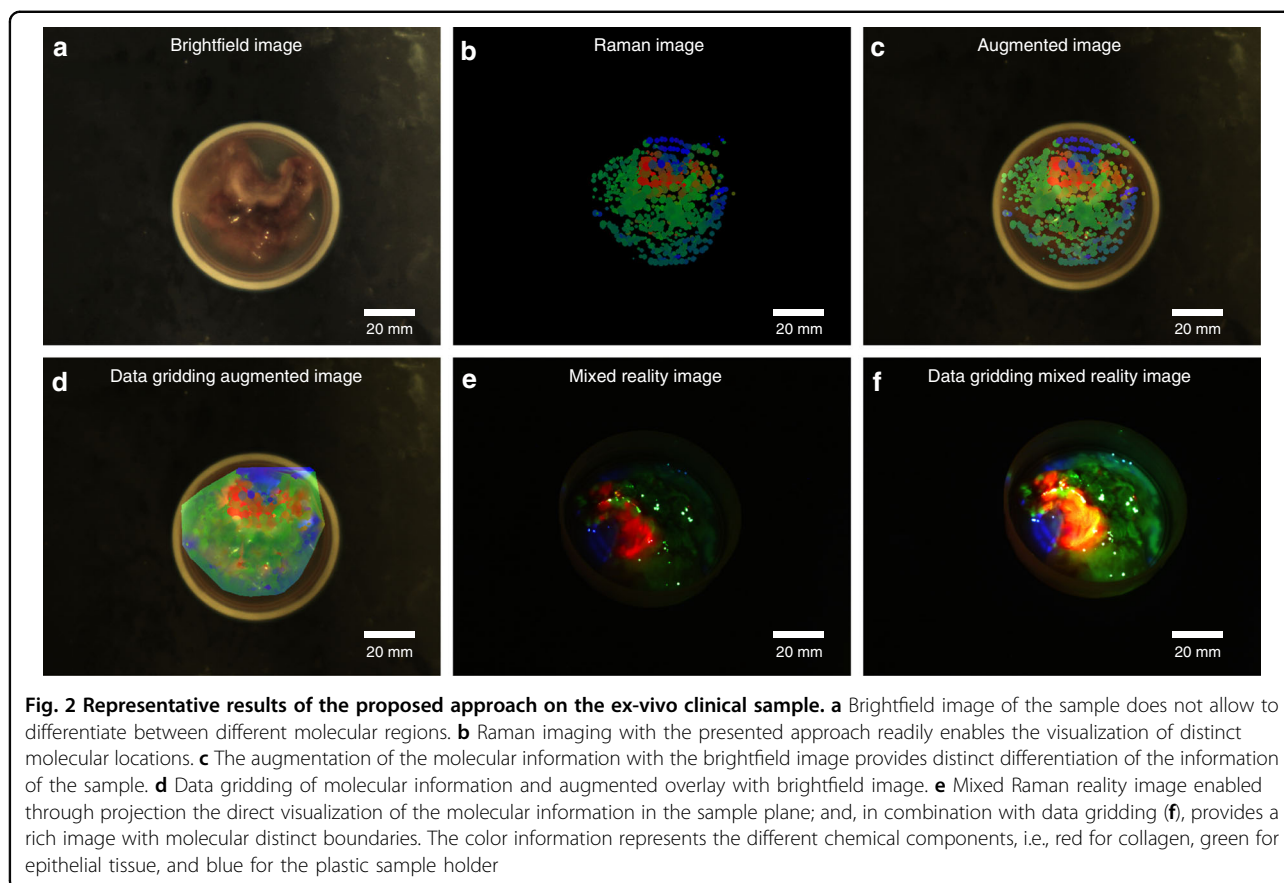 a Brightfield image
20 mm
b Raman image
20 mm
c Augmented image
20 mm
d Data gridding augmented image
20 mm
e Mixed reality image
20 mm
f Data gridding mixed reality image
20 mm
Fig. 2 Representative results of the proposed approach on the ex-vivo clinical sample. a Brightfield image of the sample does not allow to
differentiate between different molecular regions. b Raman imaging with the presented approach readily enables the visualization of distinct
molecular locations. c The augmentation of the molecular information with the brightfield image provides distinct differentiation of the information
of the sample. d Data gridding of molecular information and augmented overlay with brightfield image. e Mixed Raman reality image enabled
through projection the direct visualization of the molecular information in the sample plane; and, in combination with data gridding (f), provides a
rich image with molecular distinct boundaries. The color information represents the different chemical components, i.e., red for collagen, green for
epithelial tissue, and blue for the plastic sample holder